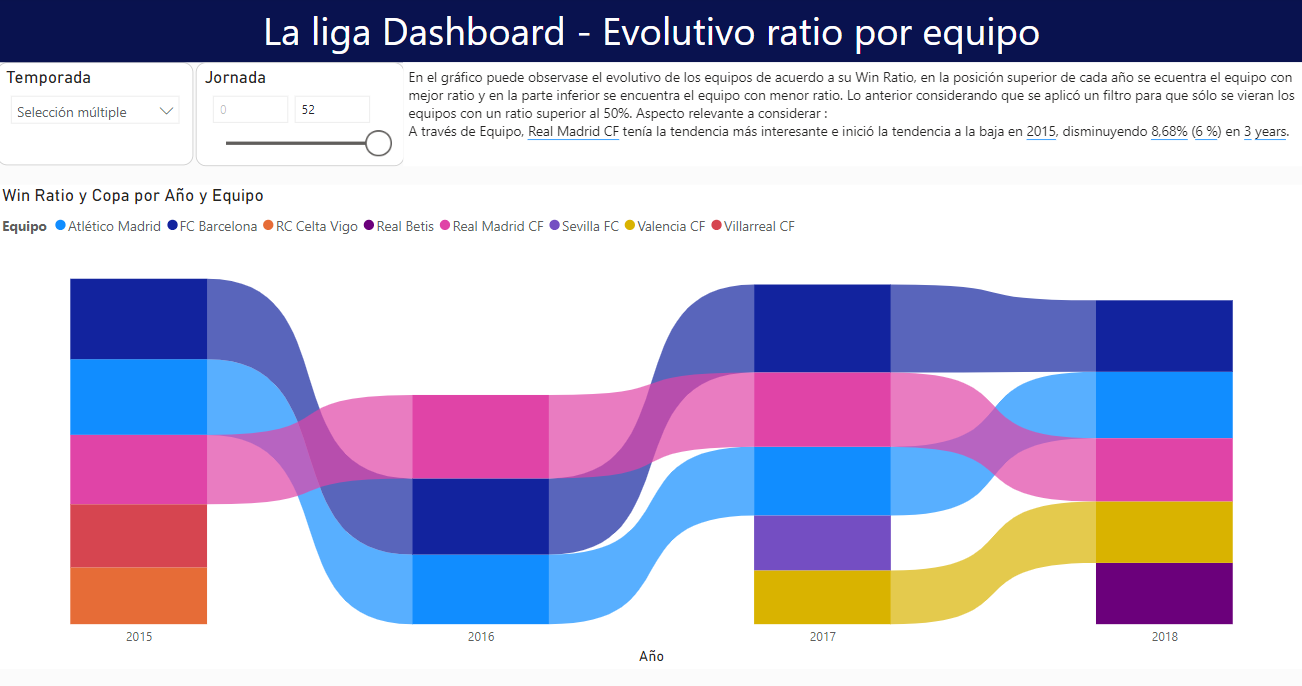 La liga Dashboard - Evolutivo ratio por equipo
Temporada
Selección múltiple
Jornada
0
52
En el gráfico puede observase el evolutivo de los equipos de acuerdo a su Win Ratio, en la posición superior de cada año se ecuentra el equipo con
mejor ratio y en la parte inferior se encuentra el equipo con menor ratio. Lo anterior considerando que se aplicó un filtro para que sólo se vieran los
equipos con un ratio superior al 50%. Aspecto relevante a considerar :
A través de Equipo, Real Madrid CF tenía la tendencia más interesante e inició la tendencia a la baja en 2015, disminuyendo 8,68% (6 %) en 3 years.
Win Ratio y Copa por Año y Equipo
Equipo Atlético Madrid FC Barcelona RC Celta Vigo Real Betis Real Madrid CF Sevilla FC Valencia CF Villarreal CF
2015 2016 2017 2018
Año